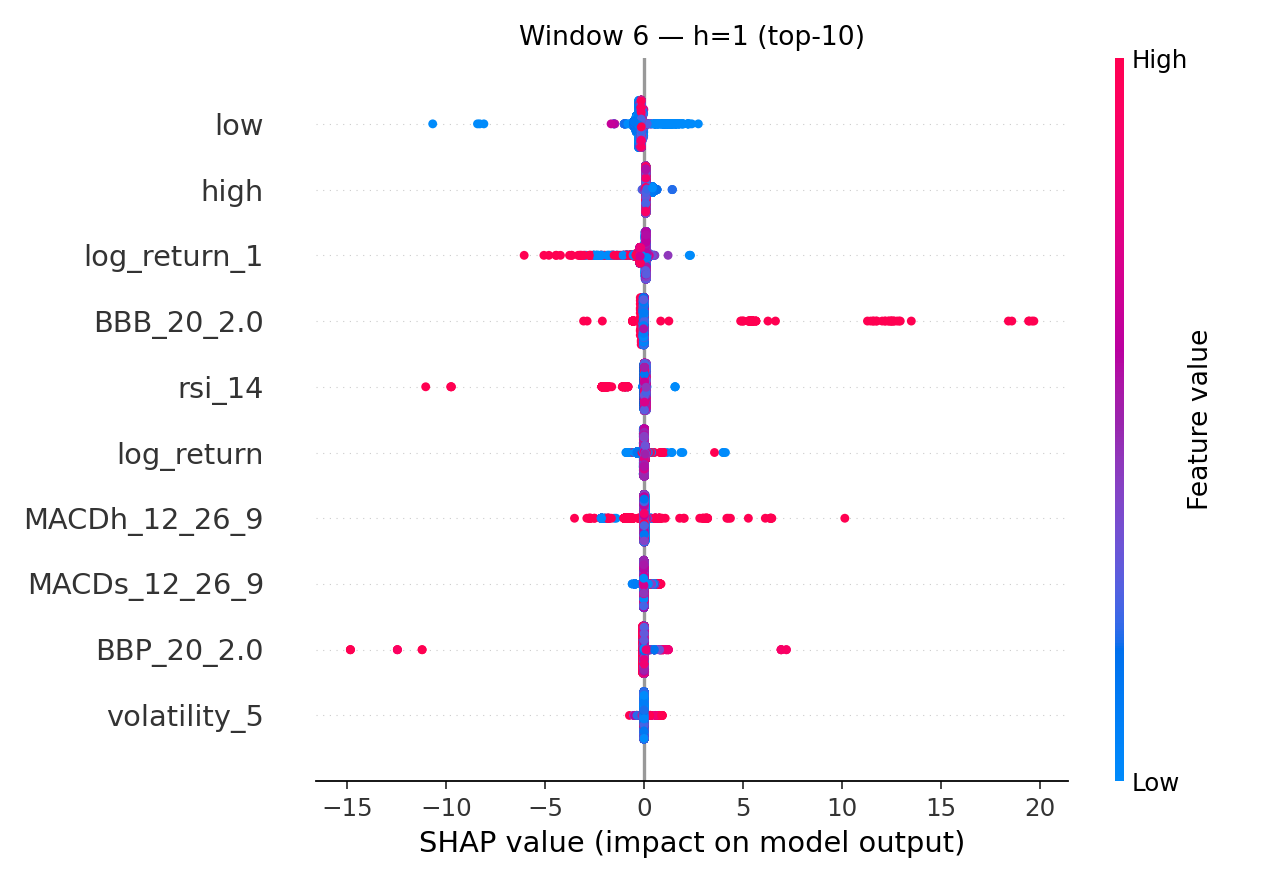 Window 6 — h=1 (top-10)
High
low
high
log_return_1
BBB_20_2.0
rsi_14
log_return
MACDh_12_26_9
MACDs_12_26_9
BBP_20_2.0
volatility_5
Feature value
Low
−15 −10 −5 0 5 10 15 20
SHAP value (impact on model output)